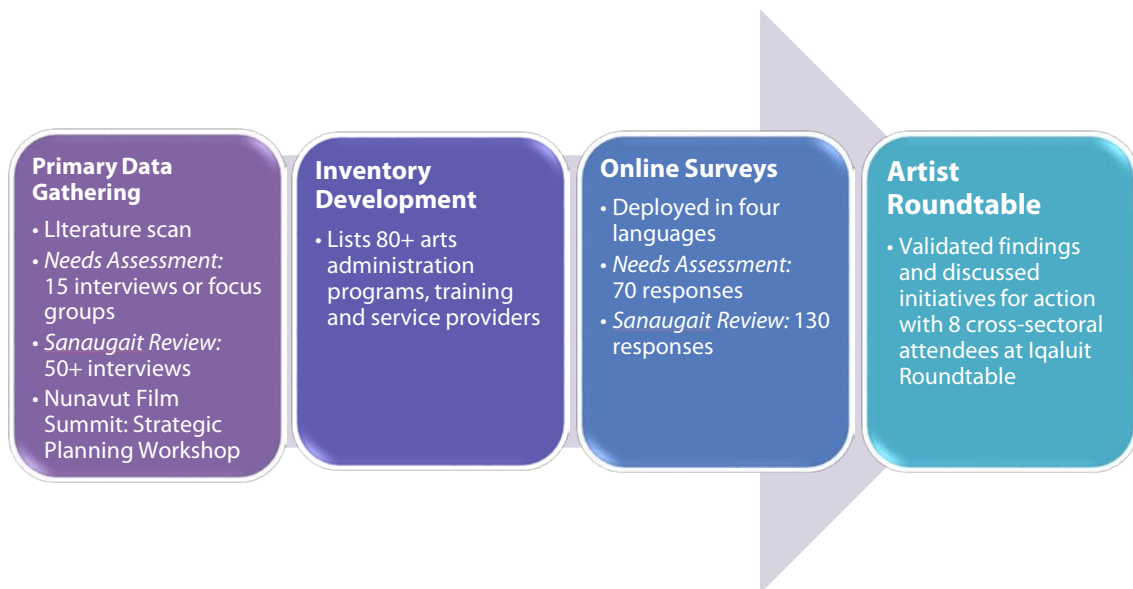 Primary Data
Gathering
• LIterature scan
• Needs Assessment:
15 interviews or focus
groups
• Sanaugait Review:
50+ interviews
• Nunavut Film
Summit: Strategic
Planning Workshop
Inventory
Development
• Lists 80+ arts
administration
programs, training
and service providers
Online Surveys
• Deployed in four
languages
• Needs Assessment:
70 responses
• Sanaugait Review: 130
responses
Artist
Roundtable
• Validated findings
and discussed
initiatives for action
with 8 cross-sectoral
attendees at Iqaluit
Roundtable